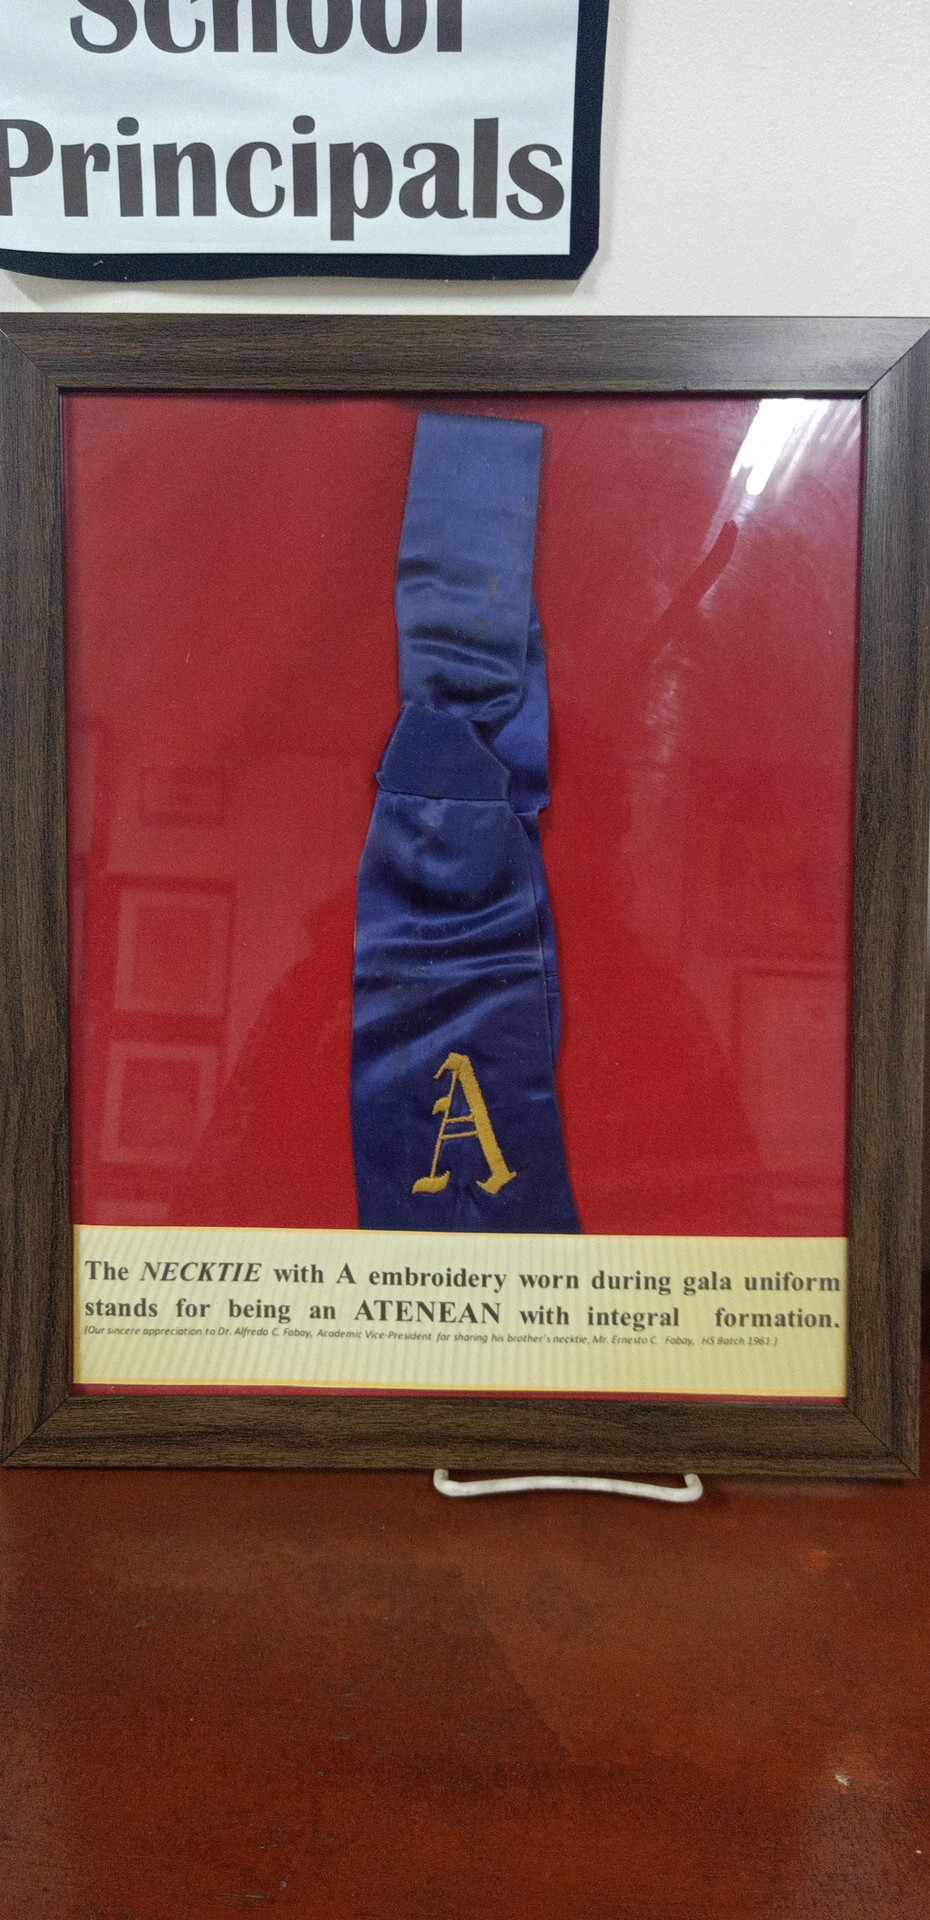 School
Principals
A
The NECKTIE with A embroidery worn during gala uniform
stands for being an ATENEAN with integral formation.
(Our sincere appreciation to Dr. Alfredo C. Fabay, Academic Vice-President for sharing his brother's necktie, Mr. Ernesto C. Fabay, HS Batch 1961.)